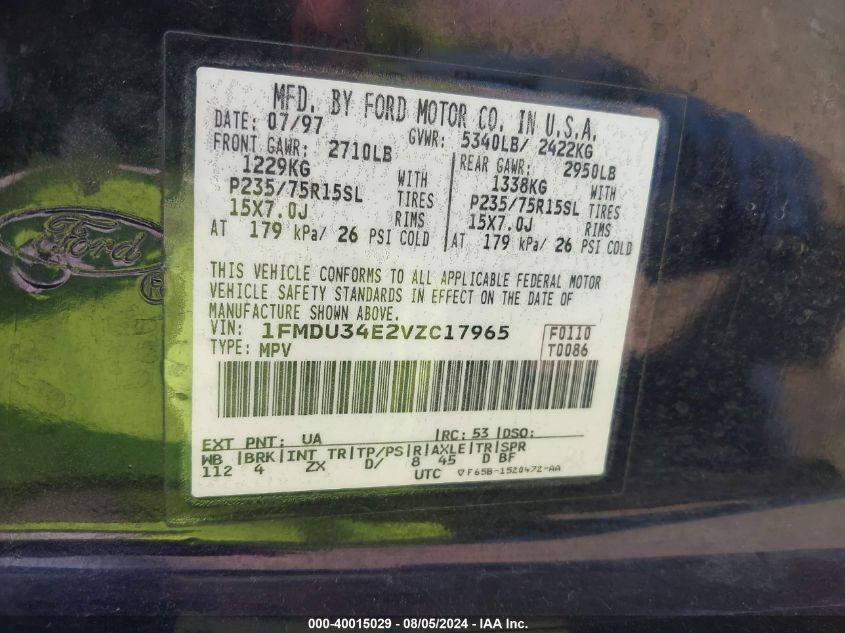 MFD. BY FORD MOTOR CO. IN U.S.A.
DATE: 07/97 GVWR: 5340LB/ 2422KG
FRONT GAWR: 2710LB REAR GAWR: 2950LB
1229KG WITH 1338KG WITH
P235/75R15SL TIRES P235/75R15SL TIRES
15X7.0J RIMS 15X7.0J RIMS
AT 179 kPa/ 26 PSI COLD AT 179 kPa/ 26 PSI COLD
THIS VEHICLE CONFORMS TO ALL APPLICABLE FEDERAL MOTOR
VEHICLE SAFETY STANDARDS IN EFFECT ON THE DATE OF
MANUFACTURE SHOWN ABOVE.
VIN: 1FMDU34E2VZC17965 F0110
TYPE: MPV T0086
EXT PNT: UA |RC: 53 |DSO:
WB |BRK|INT TR|TP/PS|R|AXLE|TR|SPR
112 4 ZX D/ 8 45 D BF
UTC ▽F65B-1520472-AA
Ford
®
000-40015029 - 08/05/2024 - IAA Inc.